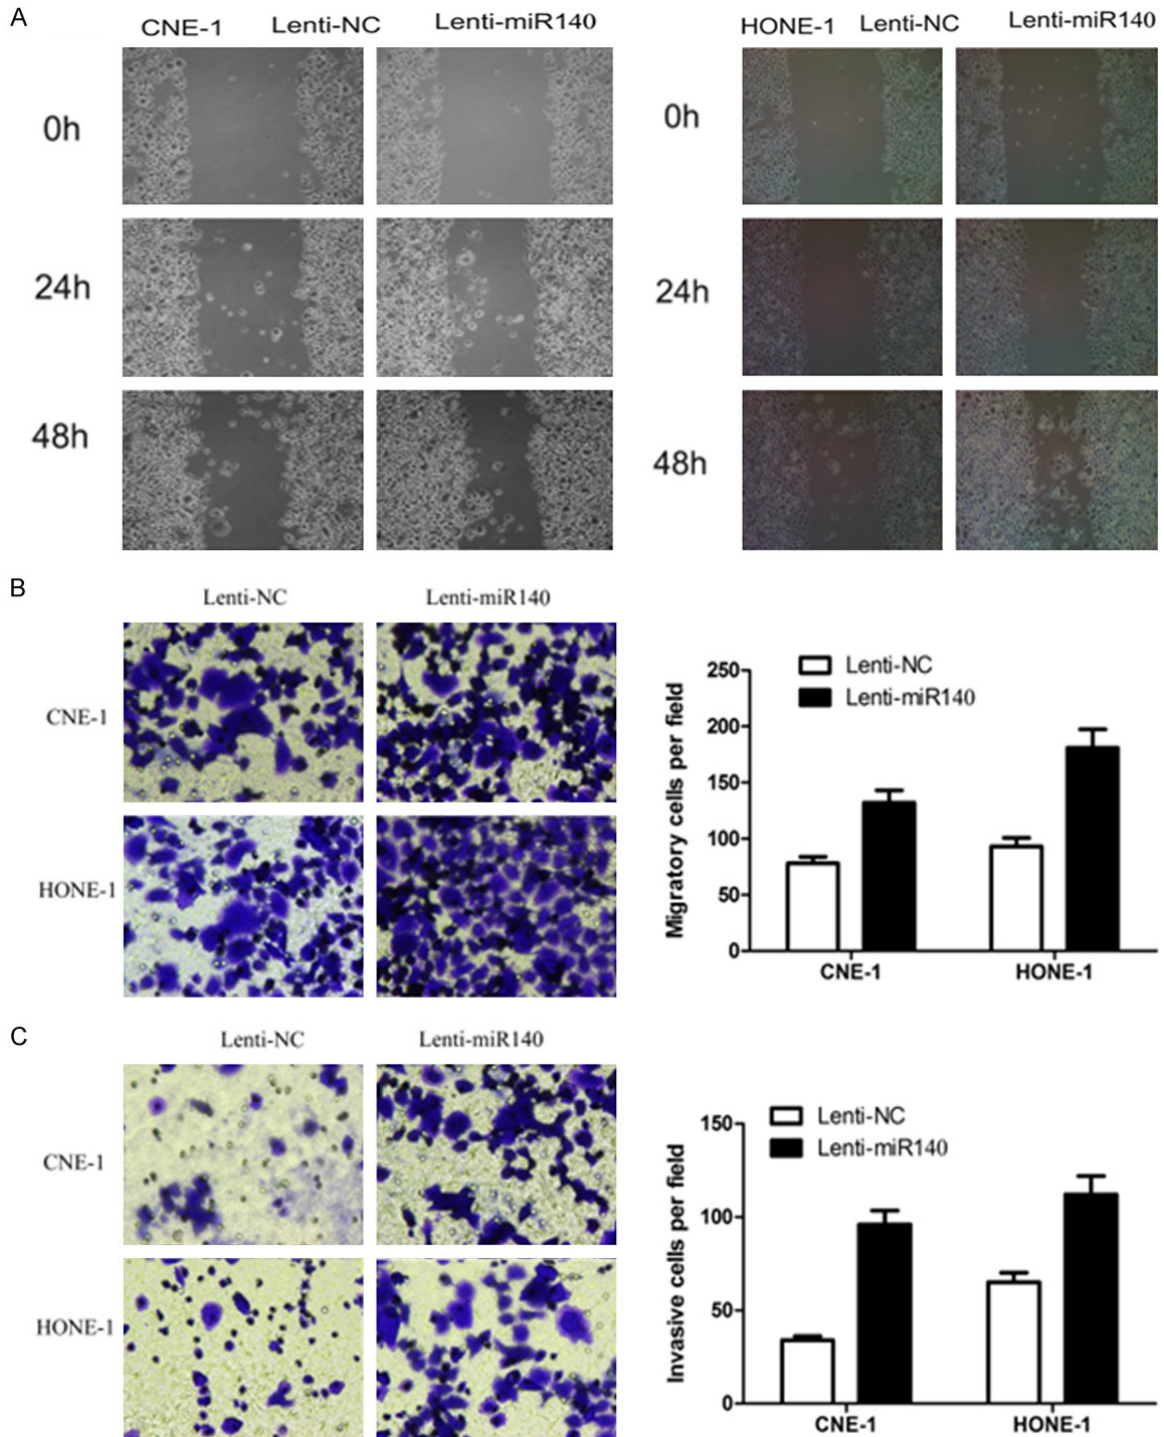 A
CNE-1 Lenti-NC Lenti-miR140
HONE-1 Lenti-NC Lenti-miR140
0h
0h
24h
24h
48h
48h
B
Lenti-NC Lenti-miR140
CNE-1
HONE-1
Lenti-NC
Lenti-miR140
Migratory cells per field
250
200
150
100
50
0
CNE-1 HONE-1
C
Lenti-NC Lenti-miR140
CNE-1
HONE-1
Lenti-NC
Lenti-miR140
Invasive cells per field
150
100
50
0
CNE-1 HONE-1